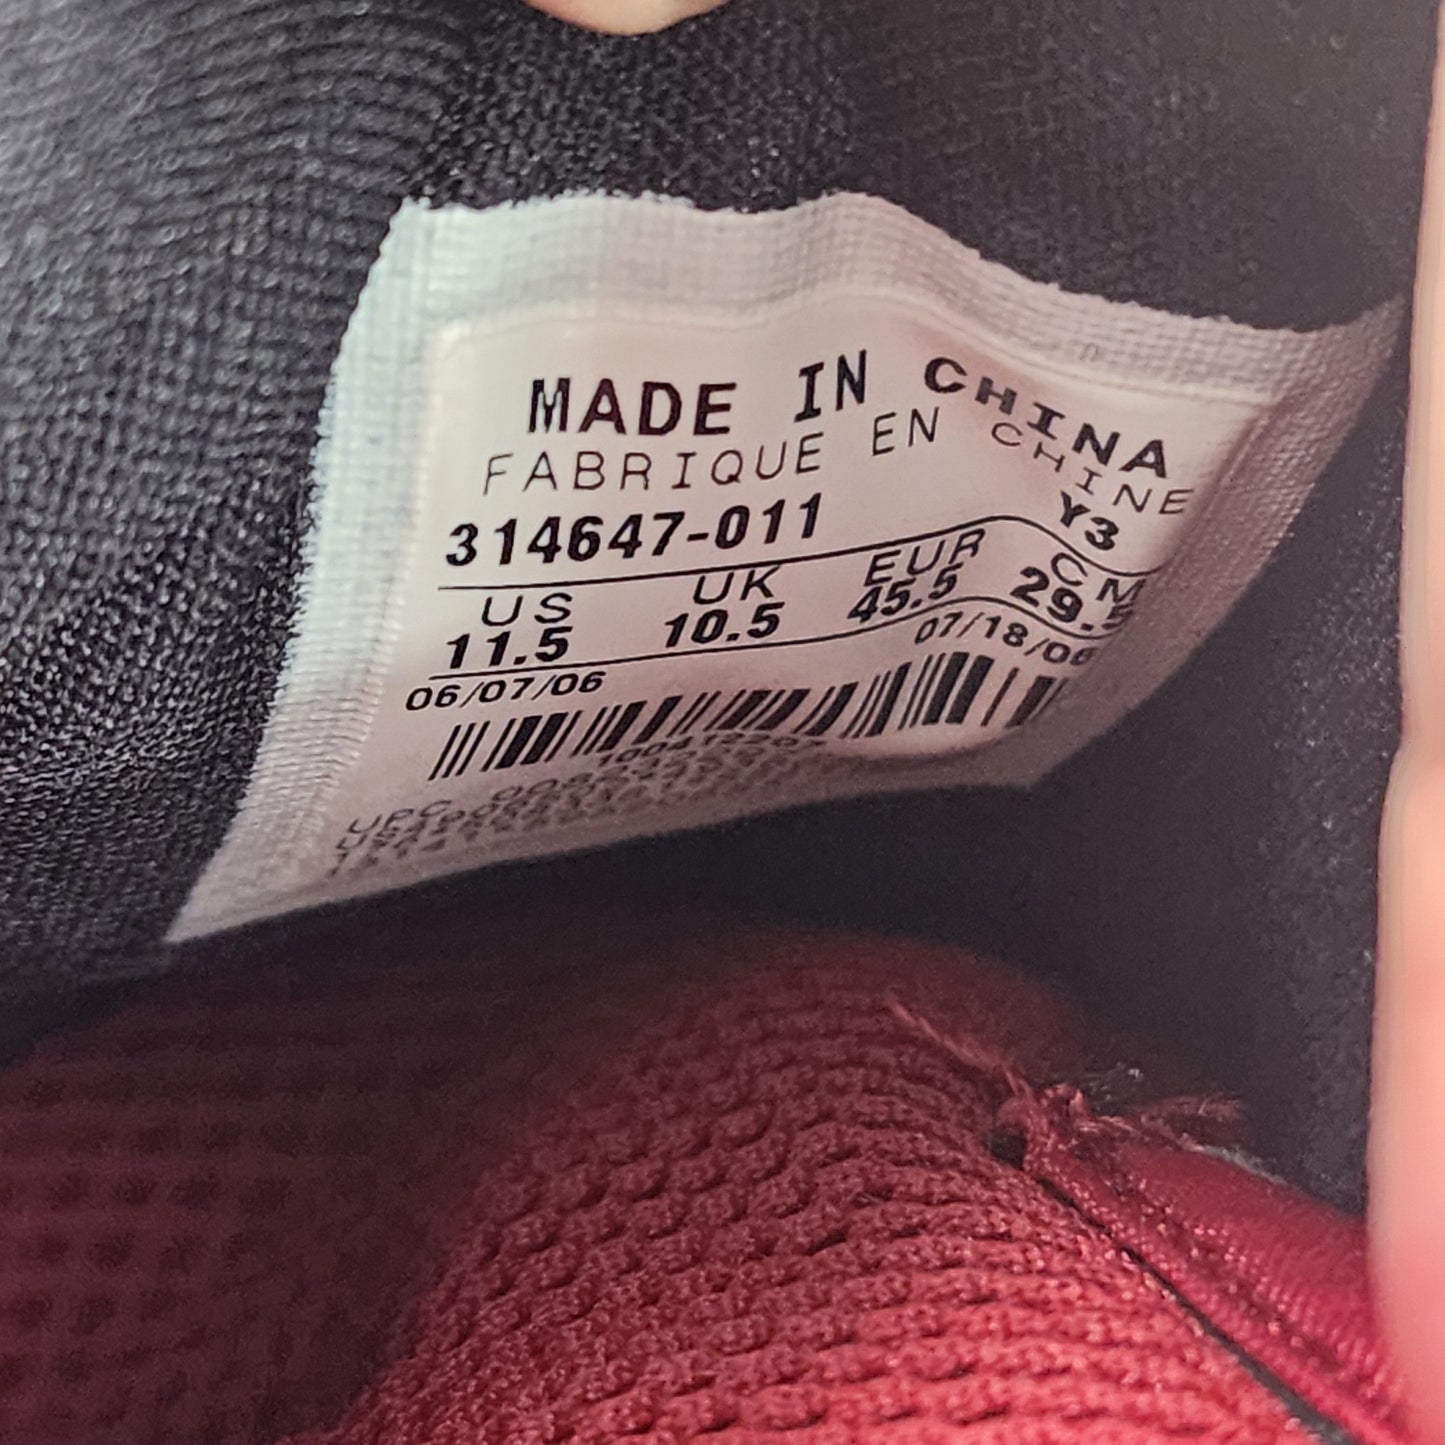 MADE IN CHINA
FABRIQUE EN CHINE
314647-011 Y3
US UK EUR CM
11.5 10.5 45.5 29.5
06/07/06 07/18/06
UPC